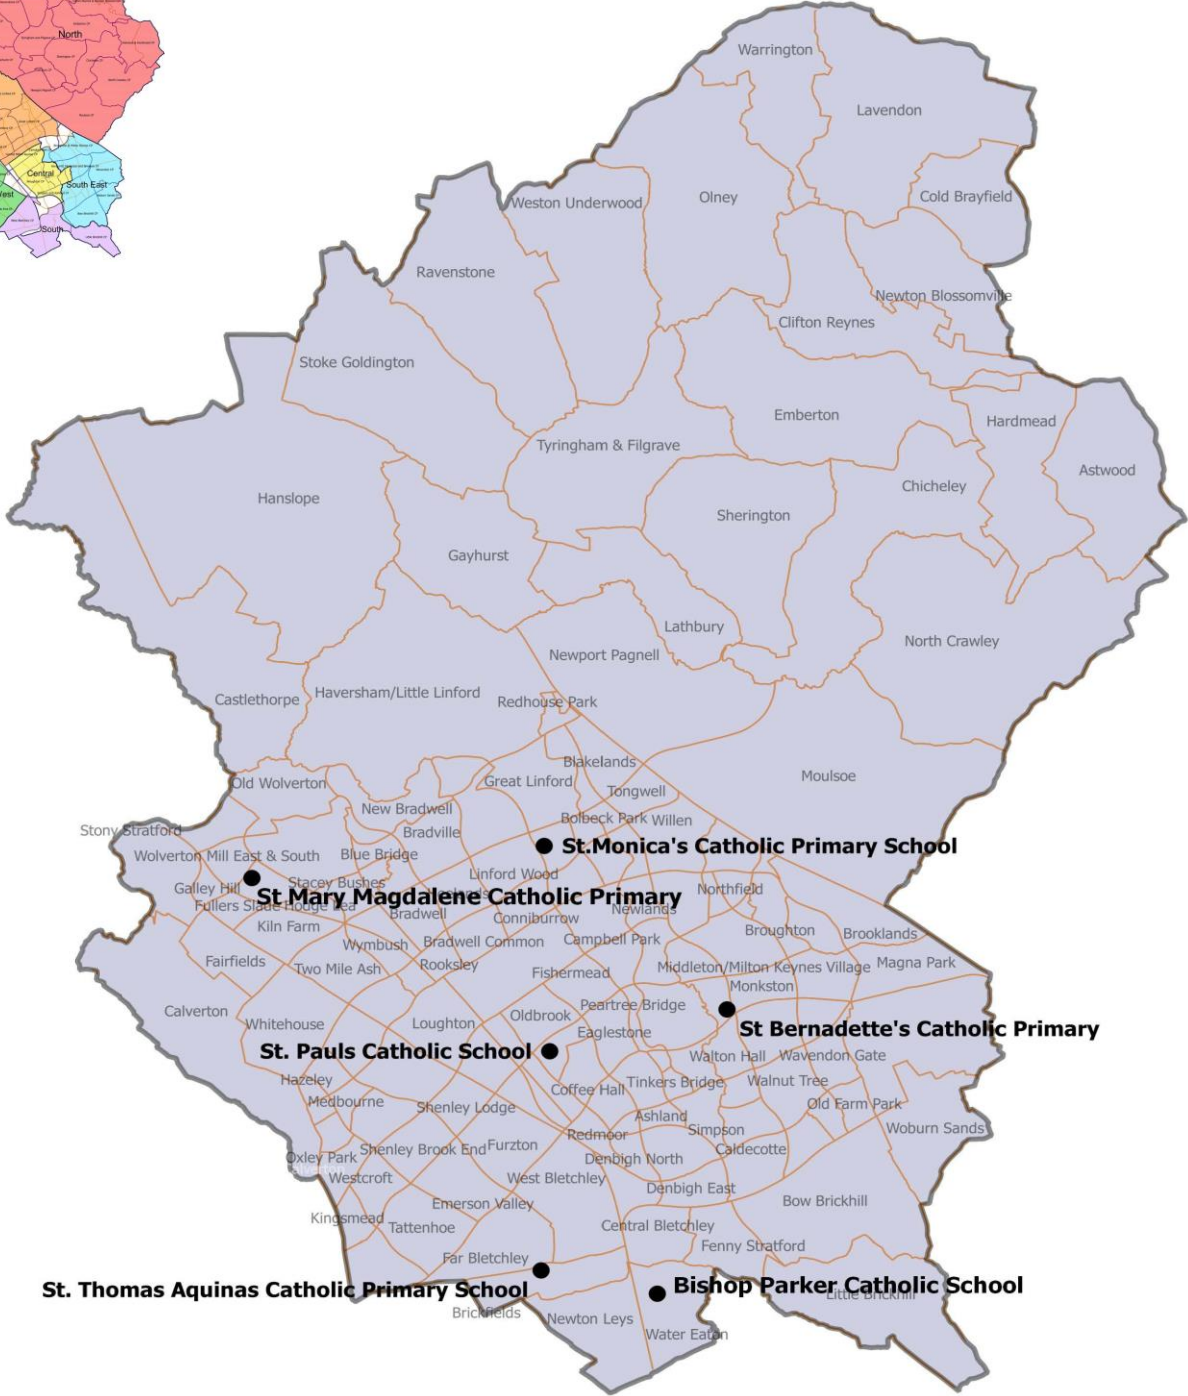 North
Central
South East
West
South
Warrington
Lavendon
Weston Underwood
Olney
Cold Brayfield
Ravenstone
Newton Blossomville
Clifton Reynes
Stoke Goldington
Emberton
Hardmead
Tyringham & Filgrave
Astwood
Chicheley
Hanslope
Sherington
Gayhurst
Lathbury
North Crawley
Newport Pagnell
Castlethorpe
Haversham/Little Linford
Redhouse Park
Blakelands
Moulsoe
Old Wolverton
Great Linford
Tongwell
New Bradwell
Bolbeck Park
Willen
Stony Stratford
Bradville
St.Monica's Catholic Primary School
Wolverton Mill East & South
Blue Bridge
Linford Wood
Galley Hill
Stacey Bushes
Northfield
St Mary Magdalene Catholic Primary
Fullers Slade
Hodge Lea
Newlands
Bradwell
Conniburrow
Kiln Farm
Broughton
Brooklands
Wymbush
Bradwell Common
Campbell Park
Fairfields
Two Mile Ash
Rooksley
Middleton/Milton Keynes Village
Magna Park
Fishermead
Monkston
Calverton
Peartree Bridge
Whitehouse
Loughton
Oldbrook
St Bernadette's Catholic Primary
Eaglestone
St. Pauls Catholic School
Walton Hall
Wavendon Gate
Hazeley
Coffee Hall
Tinkers Bridge
Walnut Tree
Medbourne
Shenley Lodge
Old Farm Park
Ashland
Redmoor
Simpson
Woburn Sands
Shenley Brook End
Furzton
Caldecotte
Oxley Park
Denbigh North
Calverton
Westcroft
West Bletchley
Denbigh East
Emerson Valley
Bow Brickhill
Kingsmead
Tattenhoe
Central Bletchley
Fenny Stratford
Far Bletchley
St. Thomas Aquinas Catholic Primary School
Bishop Parker Catholic School
Little Brickhill
Brickfields
Newton Leys
Water Eaton